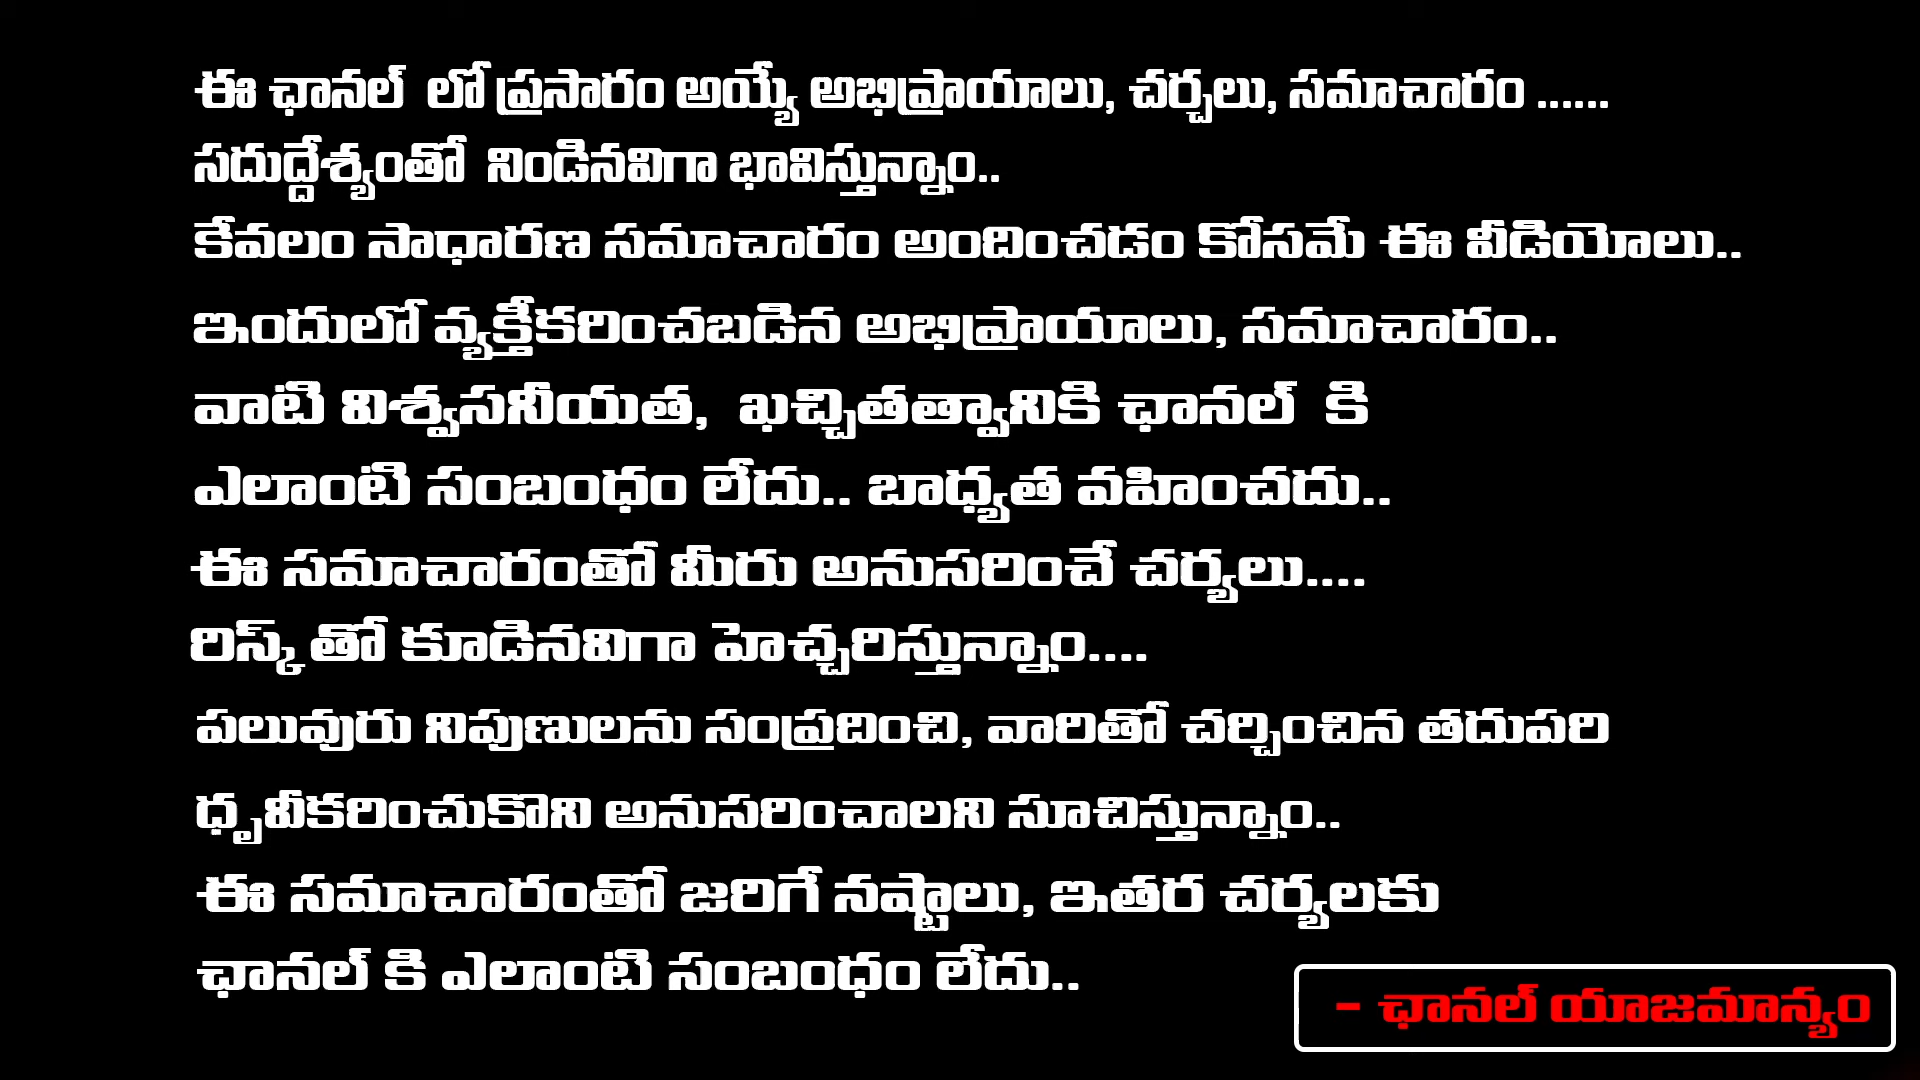 ఈ ఛానల్ లో ప్రసారం అయ్యే అభిప్రాయాలు, చర్చలు, సమాచారం ......
సదుద్దేశ్యంతో నిండినవిగా భావిస్తున్నాం..
కేవలం సాధారణ సమాచారం అందించడం కోసమే ఈ వీడియోలు..
ఇందులో వ్యక్తీకరించబడిన అభిప్రాయాలు, సమాచారం..
వాటి విశ్వసనీయత, ఖచ్చితత్వానికి ఛానల్ కి
ఎలాంటి సంబంధం లేదు.. బాధ్యత వహించదు..
ఈ సమాచారంతో మీరు అనుసరించే చర్యలు....
రిస్క్ తో కూడినవిగా హెచ్చరిస్తున్నాం....
పలువురు నిపుణులను సంప్రదించి, వారితో చర్చించిన తదుపరి
ధృవీకరించుకొని అనుసరించాలని సూచిస్తున్నాం..
ఈ సమాచారంతో జరిగే నష్టాలు, ఇతర చర్యలకు
ఛానల్ కి ఎలాంటి సంబంధం లేదు..
- ఛానల్ యాజమాన్యం